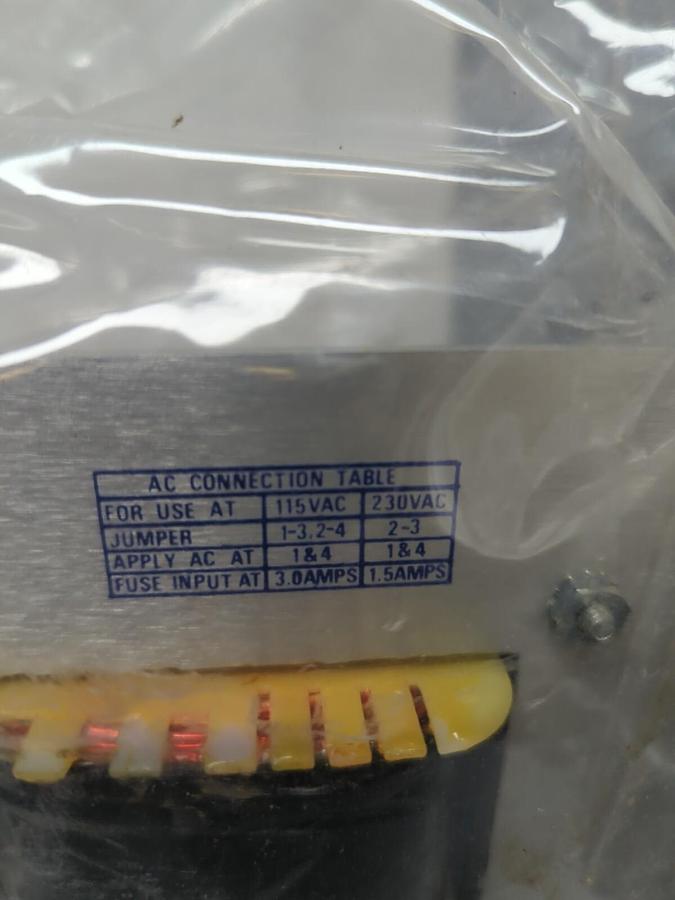 AC CONNECTION TABLE
FOR USE AT 115VAC 230VAC
JUMPER 1-3,2-4 2-3
APPLY AC AT 1&4 1&4
FUSE INPUT AT 3.0AMPS 1.5AMPS